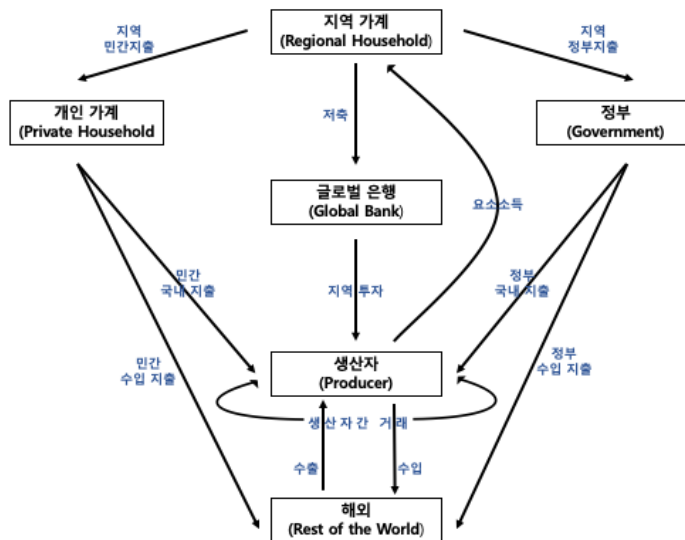 지역 가계
(Regional Household)
지역
민간지출
지역
정부지출
개인 가계
(Private Household
저축
정부
(Government)
글로벌 은행
(Global Bank)
요소소득
민간
국내 지출
지역 투자
정부
국내 지출
민간
수입 지출
생산자
(Producer)
정부
수입 지출
생산자간 거래
수출
수입
해외
(Rest of the World)